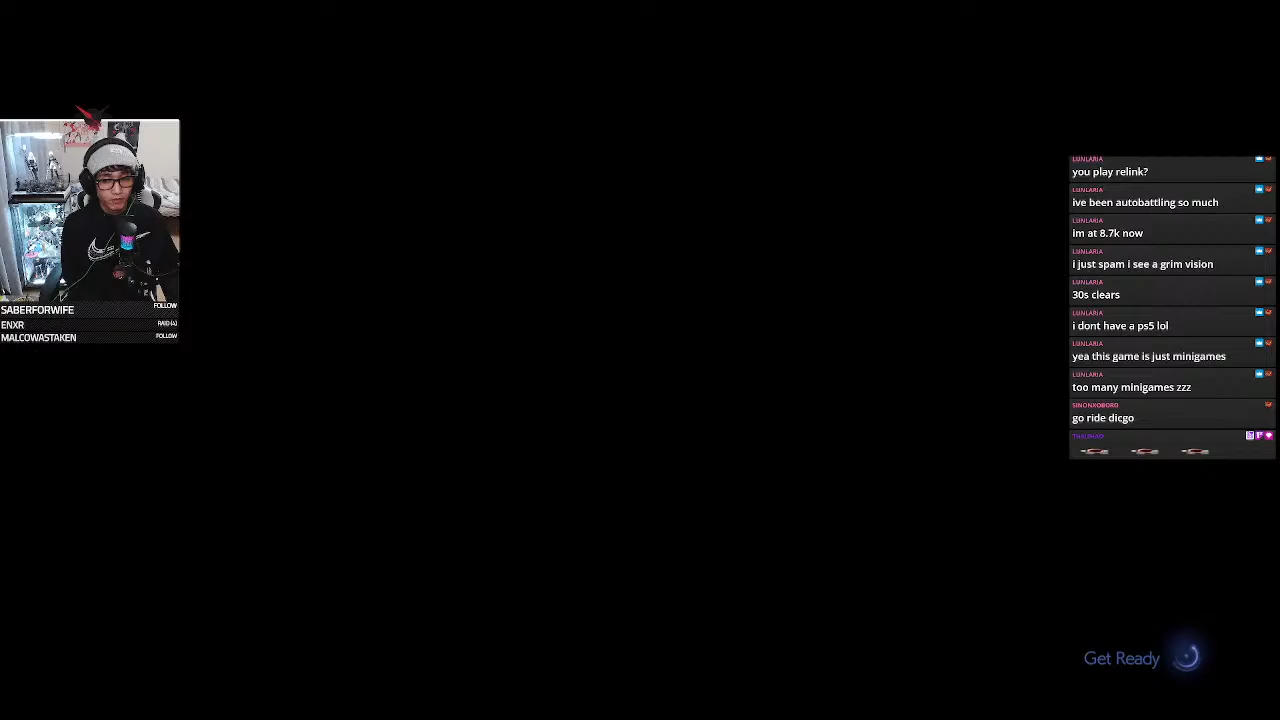 SABERFORWIFE FOLLOW
ENXR RAID (4)
MALCOWASTAKEN FOLLOW
LUNLARIA
you play relink?
LUNLARIA
ive been autobattling so much
LUNLARIA
im at 8.7k now
LUNLARIA
i just spam i see a grim vision
LUNLARIA
30s clears
LUNLARIA
i dont have a ps5 lol
LUNLARIA
yea this game is just minigames
LUNLARIA
too many minigames zzz
SINONXOBORO
go ride dicgo
Get Ready